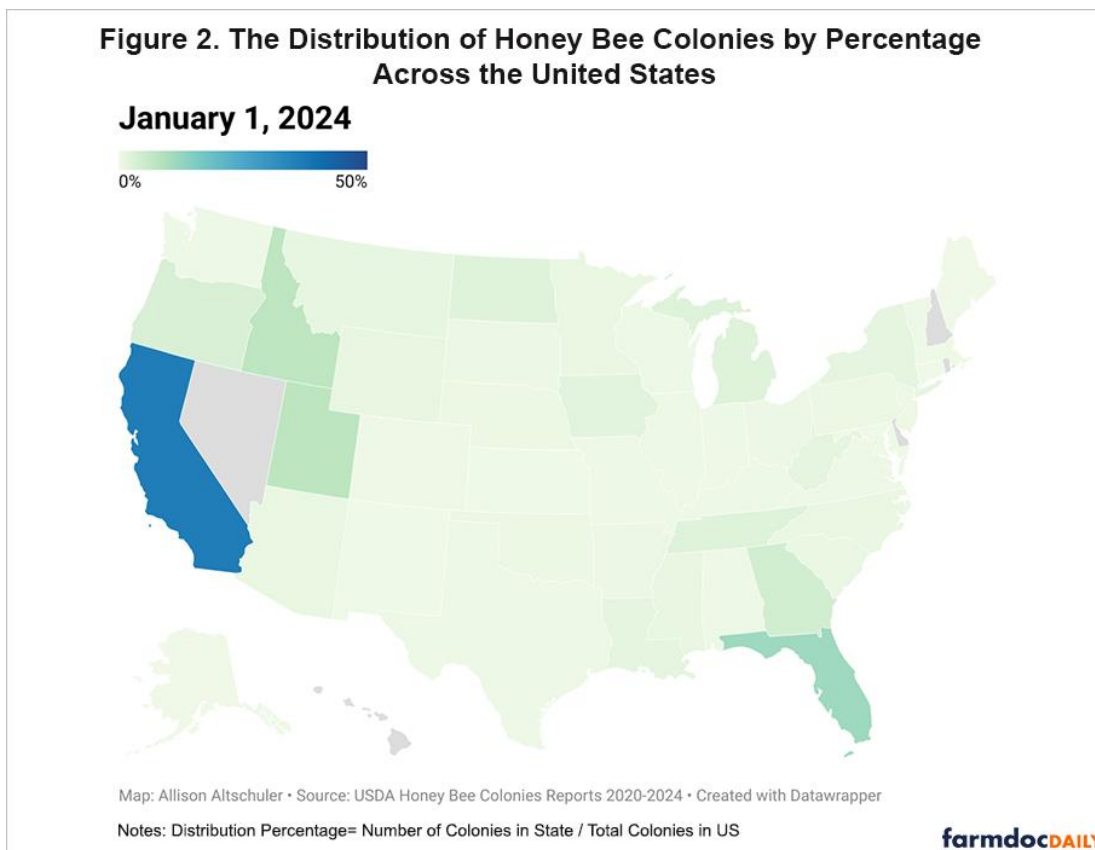 Figure 2. The Distribution of Honey Bee Colonies by Percentage
Across the United States
January 1, 2024
0% 50%
Map: Allison Altschuler • Source: USDA Honey Bee Colonies Reports 2020-2024 • Created with Datawrapper
Notes: Distribution Percentage= Number of Colonies in State / Total Colonies in US
farmdocDAILY